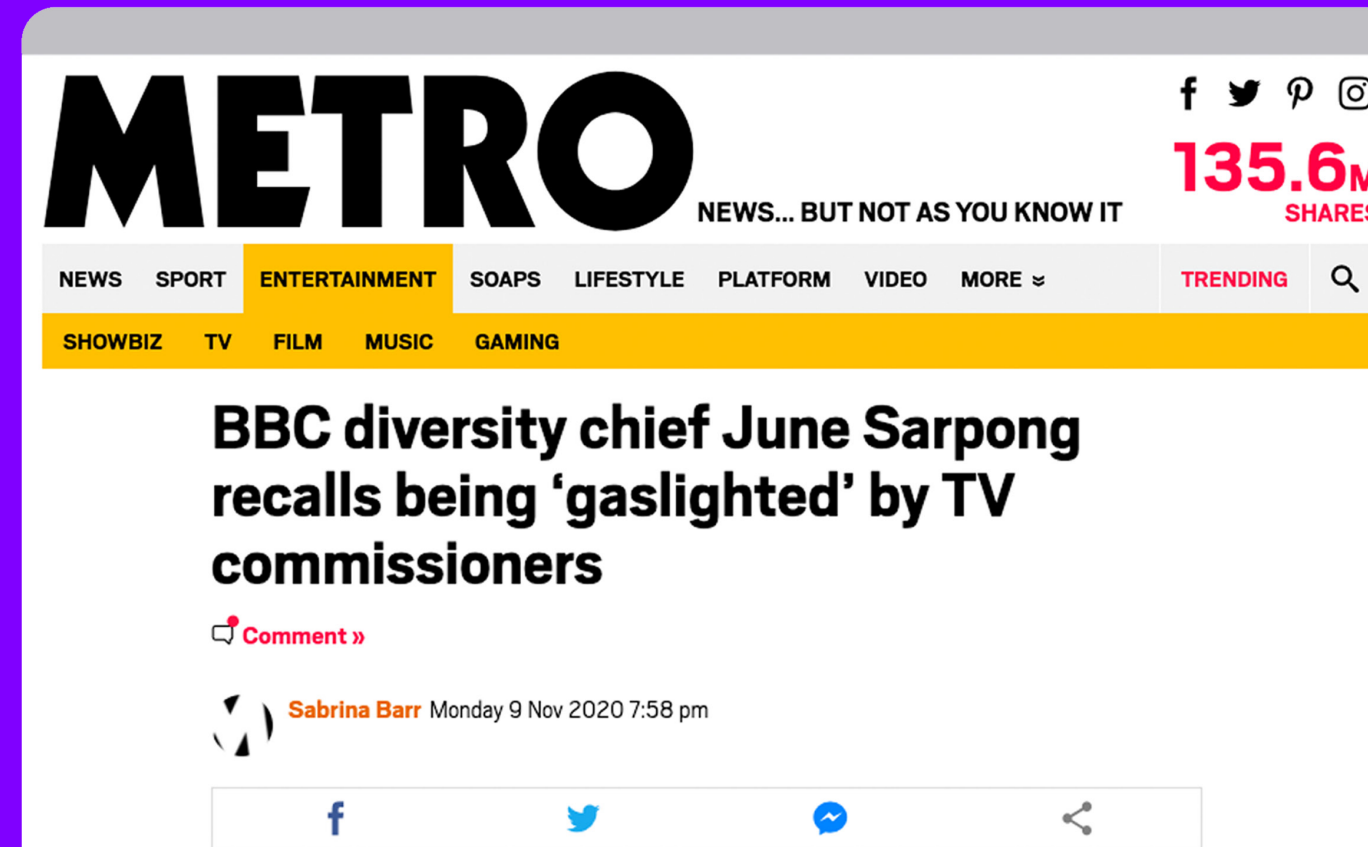 METRO
NEWS... BUT NOT AS YOU KNOW IT
135.6M
SHARES
NEWS SPORT ENTERTAINMENT SOAPS LIFESTYLE PLATFORM VIDEO MORE TRENDING
SHOWBIZ TV FILM MUSIC GAMING
BBC diversity chief June Sarpong
recalls being ‘gaslighted’ by TV
commissioners
Comment »
Sabrina Barr Monday 9 Nov 2020 7:58 pm